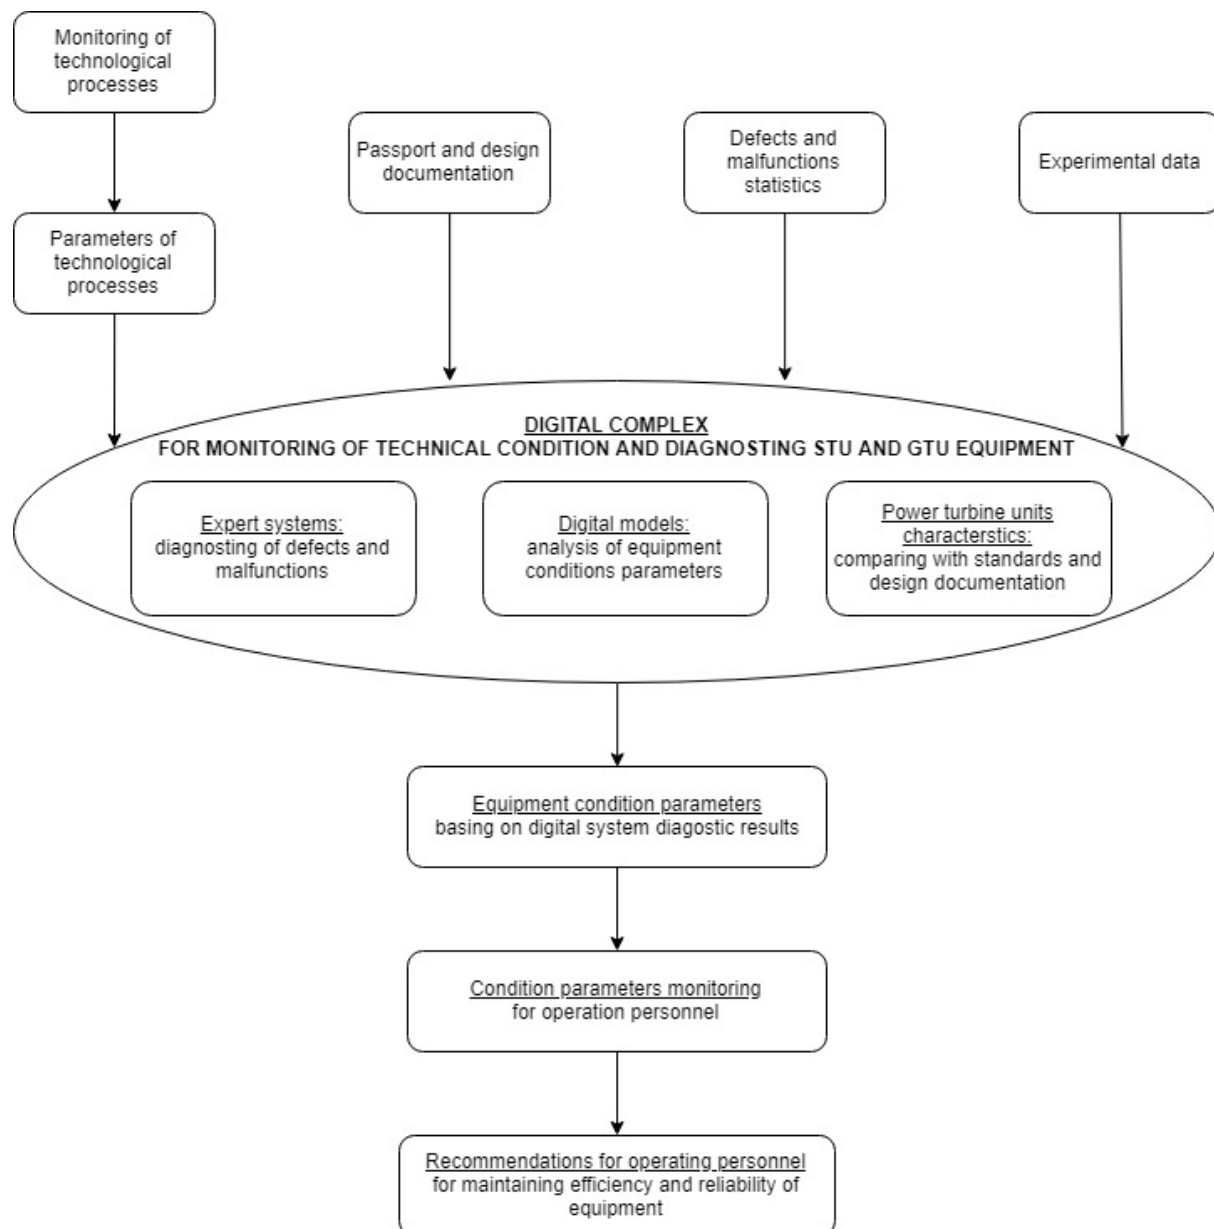 Monitoring of
technological
processes
Passport and design
documentation
Defects and
malfunctions
statistics
Experimental data
Parameters of
technological
processes
DIGITAL COMPLEX
FOR MONITORING OF TECHNICAL CONDITION AND DIAGNOSTING STU AND GTU EQUIPMENT
Expert systems:
diagnosting of defects and
malfunctions
Digital models:
analysis of equipment
conditions parameters
Power turbine units
characterstics:
comparing with standards and
design documentation
Equipment condition parameters
basing on digital system diagostic results
Condition parameters monitoring
for operation personnel
Recommendations for operating personnel
for maintaining efficiency and reliability of
equipment